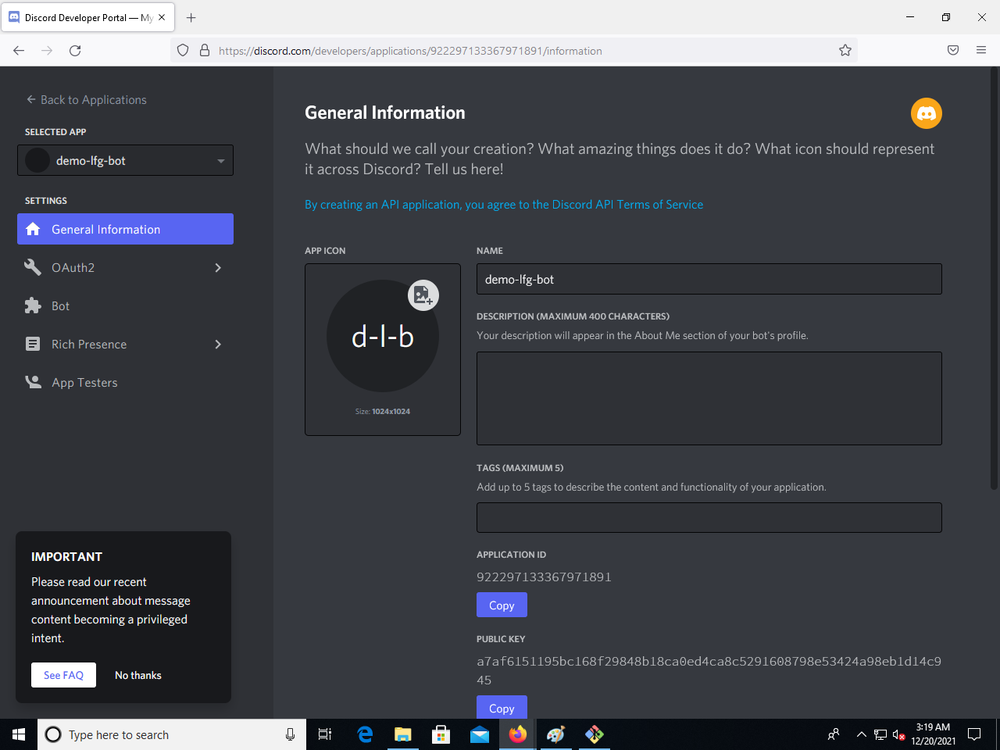 Discord Developer Portal — My
https://discord.com/developers/applications/922297133367971891/information
Back to Applications
SELECTED APP
demo-lfg-bot
SETTINGS
General Information
OAuth2
Bot
Rich Presence
App Testers
IMPORTANT
Please read our recent
announcement about message
content becoming a privileged
intent.
See FAQ
No thanks
General Information
What should we call your creation? What amazing things does it do? What icon should represent
it across Discord? Tell us here!
By creating an API application, you agree to the Discord API Terms of Service
APP ICON
d-l-b
Size: 1024x1024
NAME
demo-lfg-bot
DESCRIPTION (MAXIMUM 400 CHARACTERS)
Your description will appear in the About Me section of your bot's profile.
TAGS (MAXIMUM 5)
Add up to 5 tags to describe the content and functionality of your application.
APPLICATION ID
922297133367971891
Copy
PUBLIC KEY
a7af6151195bc168f29848b18ca0ed4ca8c5291608798e53424a98eb1d14c9
45
Copy
Type here to search
3:19 AM
12/20/2021